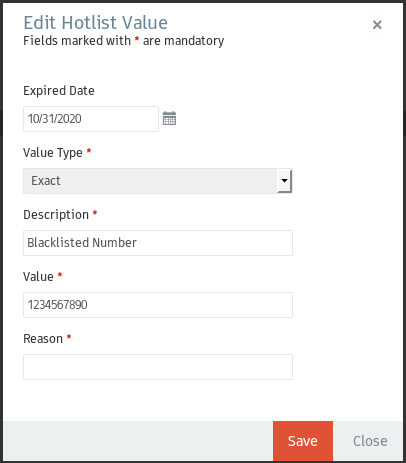 Edit Hotlist Value
×
Fields marked with * are mandatory
Expired Date
10/31/2020
Value Type *
Exact
Description *
Blacklisted Number
Value *
1234567890
Reason *
Save Close